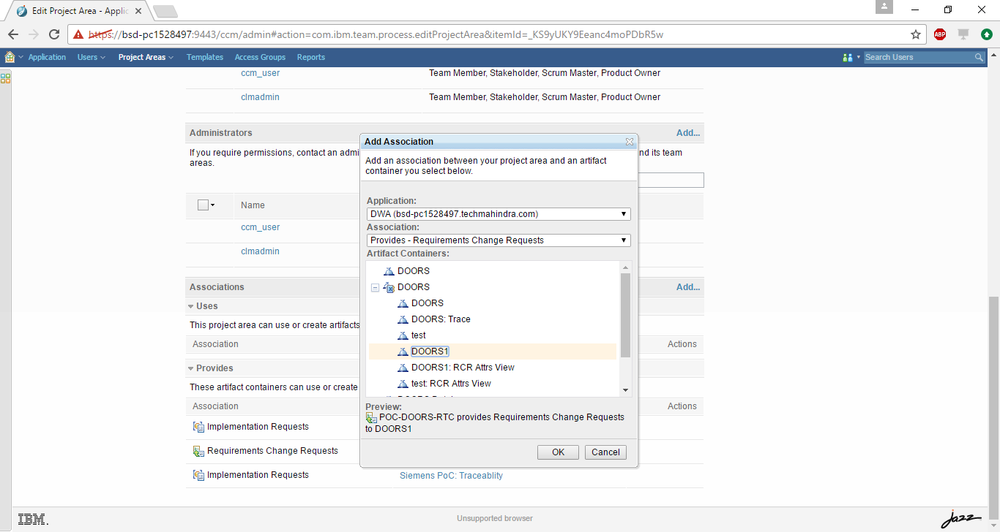 Edit Project Area - Applic
https://bsd-pc1528497:9443/ccm/admin#action=com.ibm.team.process.editProjectArea&itemId=_KS9yUKY9Eeanc4moPDbR5w
ABP
Application Users Project Areas Templates Access Groups Reports Search Users
ccm_user Team Member, Stakeholder, Scrum Master, Product Owner
clmadmin Team Member, Stakeholder, Scrum Master, Product Owner
Administrators Add...
If you require permissions, contact an admi nd its team
areas.
Name
ccm_user
clmadmin
Associations Add...
Uses
This project area can use or create artifacts
Association Actions
Provides
These artifact containers can use or create
Association Actions
Implementation Requests
Requirements Change Requests
Implementation Requests Siemens PoC: Traceablity
Add Association
Add an association between your project area and an artifact
container you select below.
Application:
DWA (bsd-pc1528497.techmahindra.com)
Association:
Provides - Requirements Change Requests
Artifact Containers:
DOORS
DOORS
DOORS
DOORS: Trace
test
DOORS1
DOORS1: RCR Attrs View
test: RCR Attrs View
Preview:
POC-DOORS-RTC provides Requirements Change Requests
to DOORS1
OK Cancel
IBM. Unsupported browser Jazz